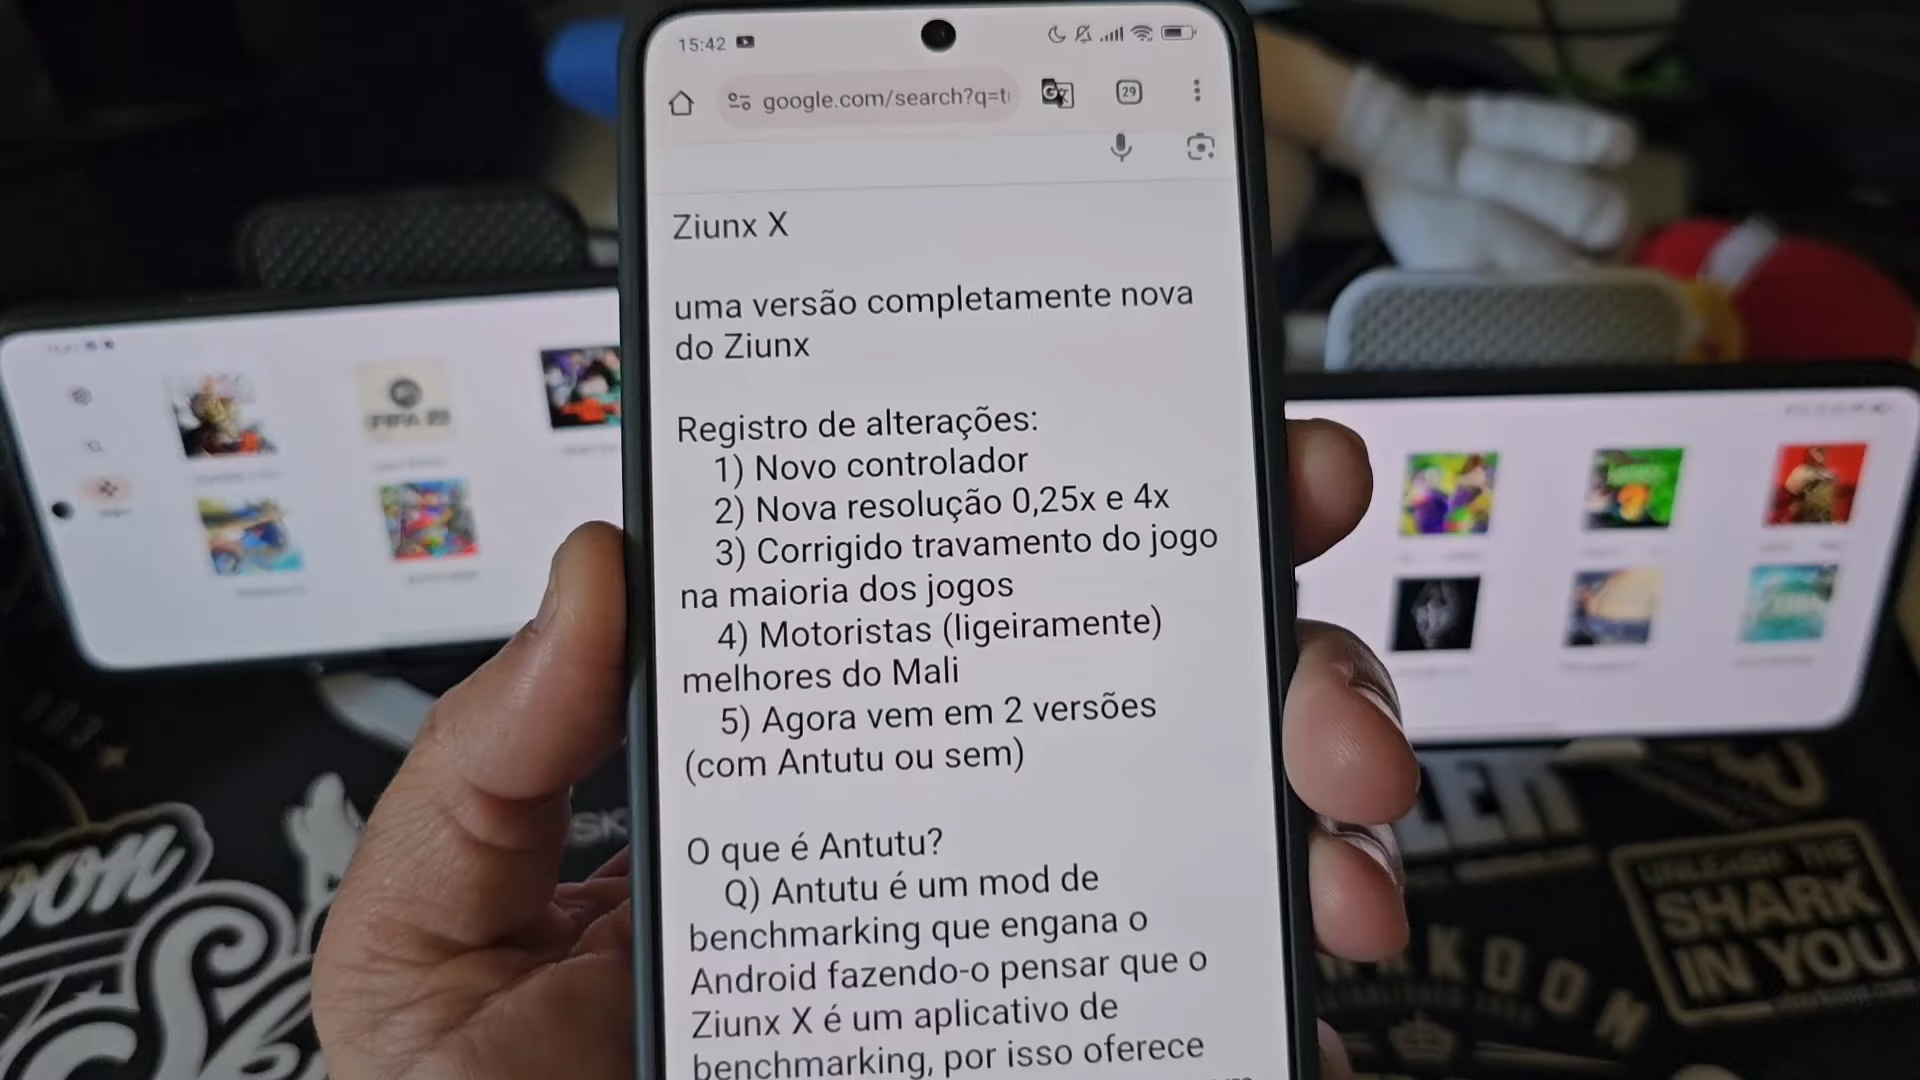 15:42
google.com/search?q=t
29
Ziunx X
uma versão completamente nova
do Ziunx
Registro de alterações:
1) Novo controlador
2) Nova resolução 0,25x e 4x
3) Corrigido travamento do jogo
na maioria dos jogos
4) Motoristas (ligeiramente)
melhores do Mali
5) Agora vem em 2 versões
(com Antutu ou sem)
O que é Antutu?
Q) Antutu é um mod de
benchmarking que engana o
Android fazendo-o pensar que o
Ziunx X é um aplicativo de
benchmarking, por isso oferece
FIFA 23
UNLEASH THE
SHARK
IN YOU